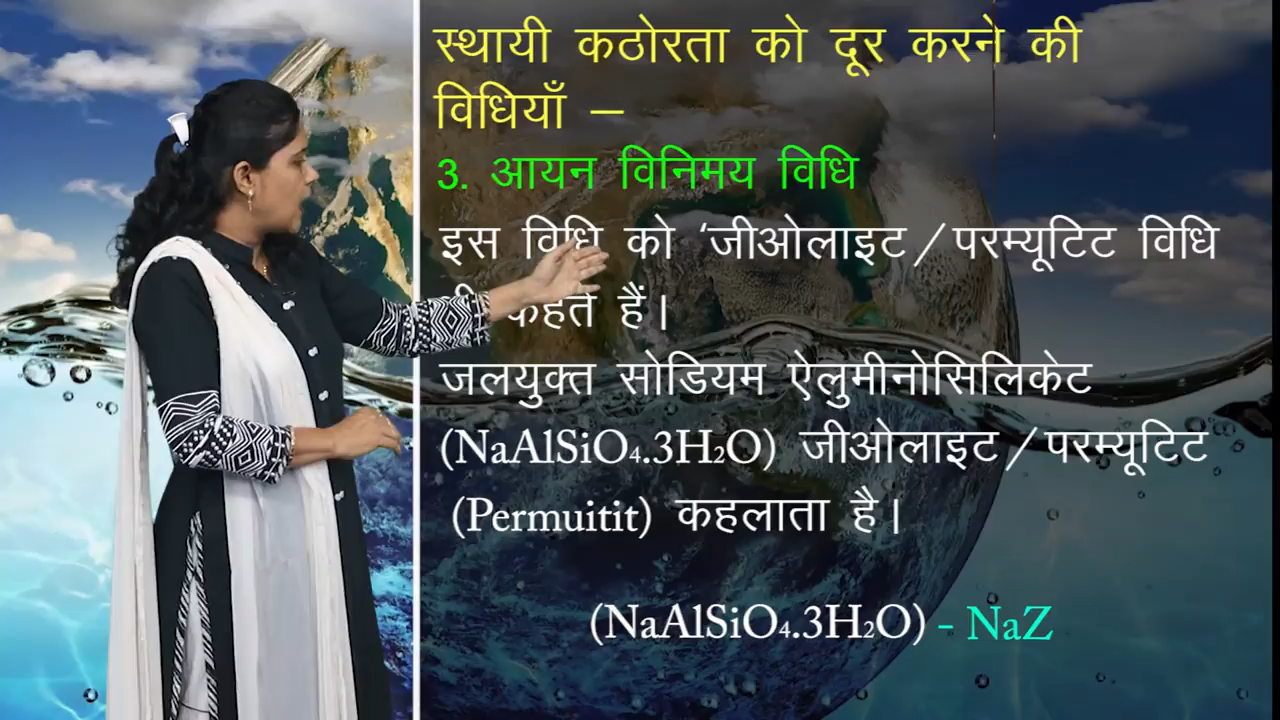 स्थायी कठोरता को दूर करने की
विधियाँ –
3. आयन विनिमय विधि
इस विधि को ‘जीओलाइट/परम्यूटिट विधि
कहते हैं।
जलयुक्त सोडियम ऐलुमीनोसिलिकेट
(NaAlSiO₄.3H₂O) जीओलाइट/परम्यूटिट
(Permuitit) कहलाता है।
(NaAlSiO₄.3H₂O) - NaZ